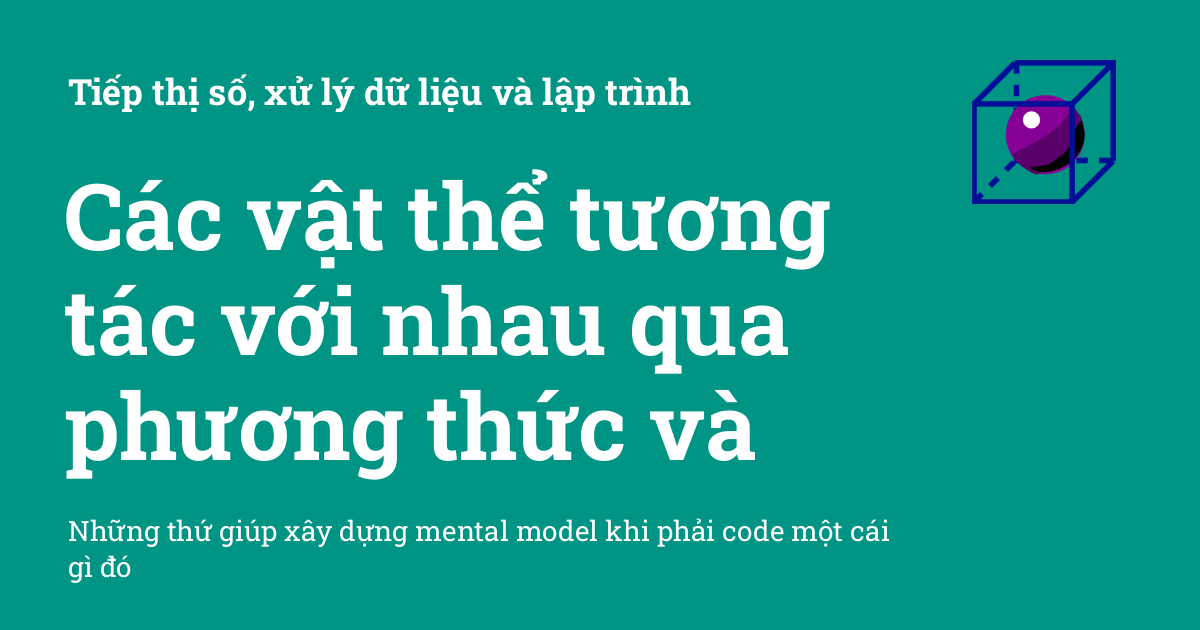 Tiếp thị số, xử lý dữ liệu và lập trình
Các vật thể tương
tác với nhau qua
phương thức và
Những thứ giúp xây dựng mental model khi phải code một cái
gì đó